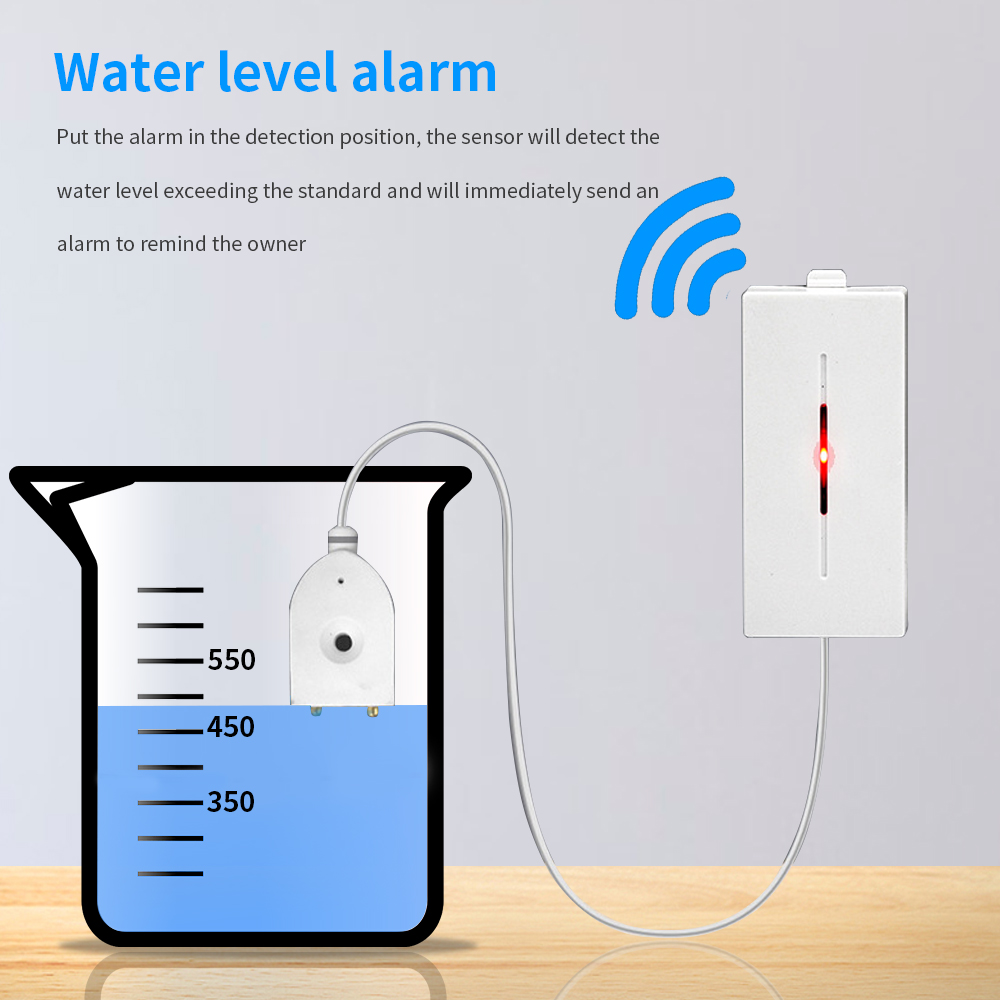 Water level alarm
Put the alarm in the detection position, the sensor will detect the
water level exceeding the standard and will immediately send an
alarm to remind the owner
550
450
350